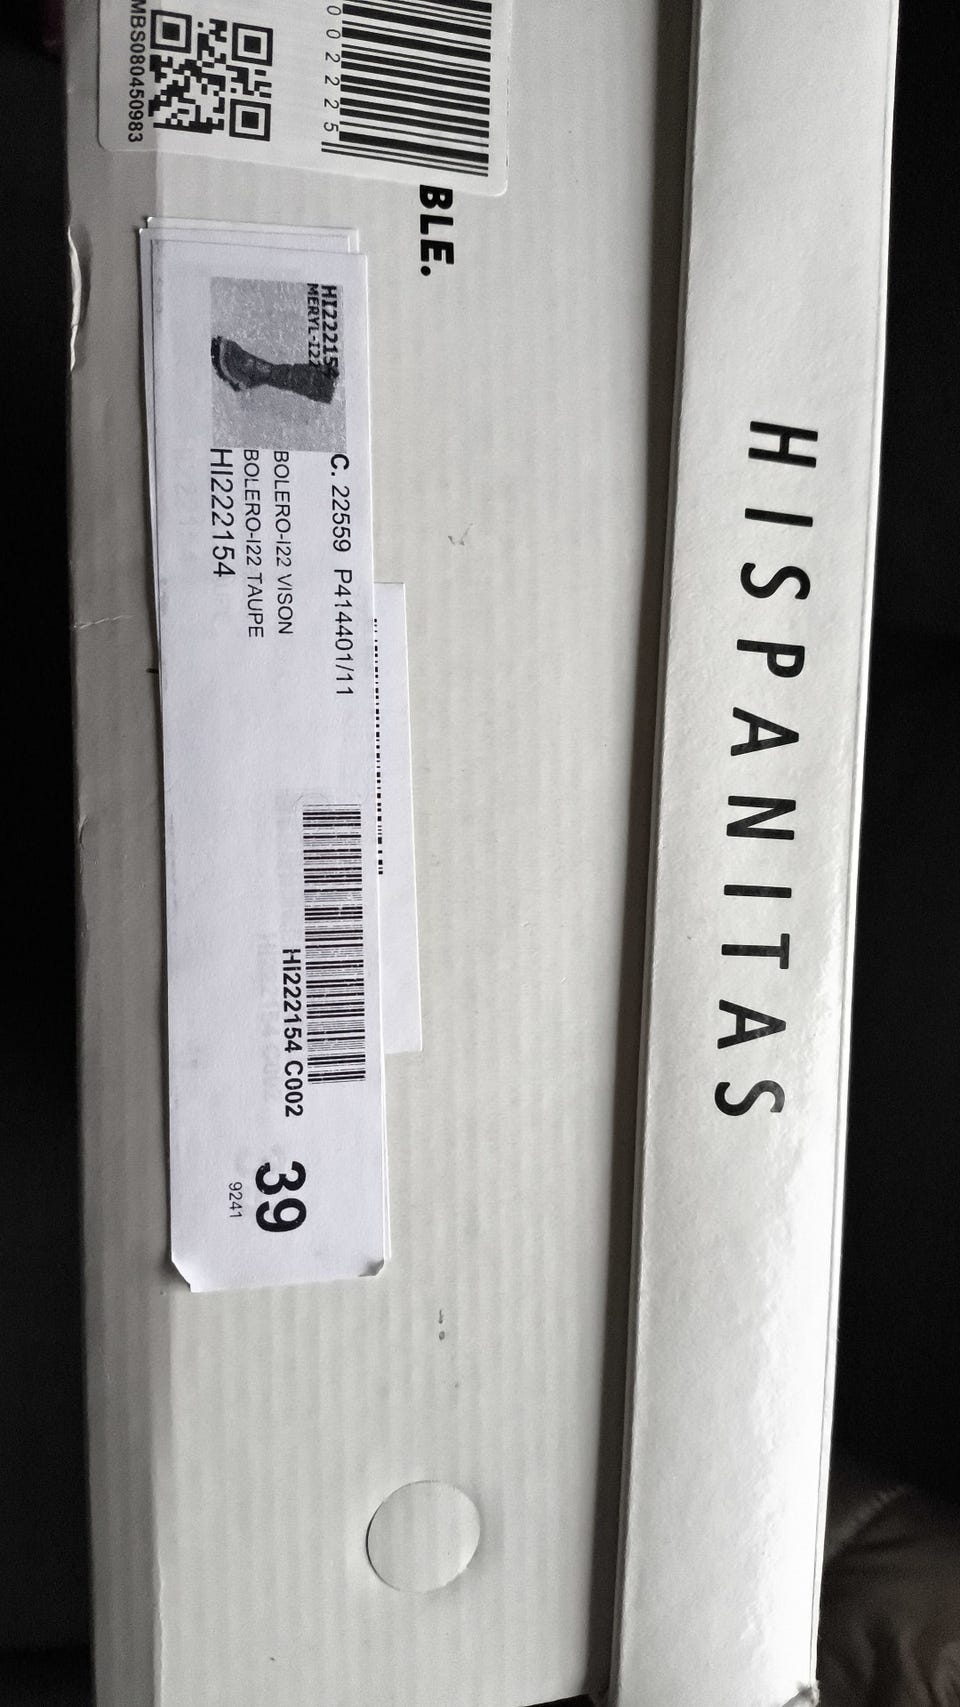 MBS080450983
002225
BLE.
HI222154
MERYL-I22
C. 22559 P414401/11
BOLERO-I22 VISON
BOLERO-I22 TAUPE
HI222154
HI222154 C002
39
9241
HISPANITAS